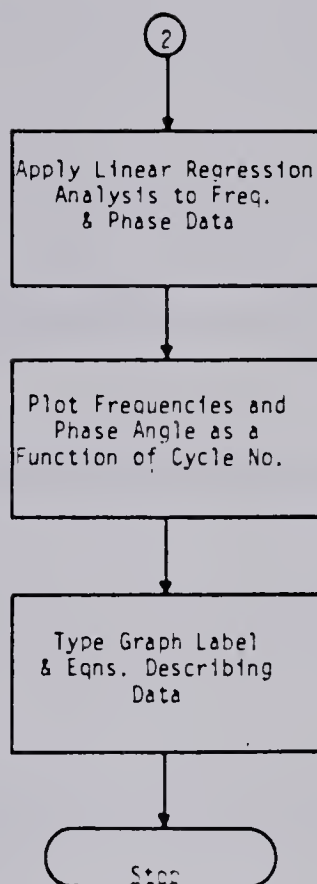 2
Apply Linear Regression
Analysis to Freq.
& Phase Data
Plot Frequencies and
Phase Angle as a
Function of Cycle No.
Type Graph Label
& Eqns. Describing
Data
Stop